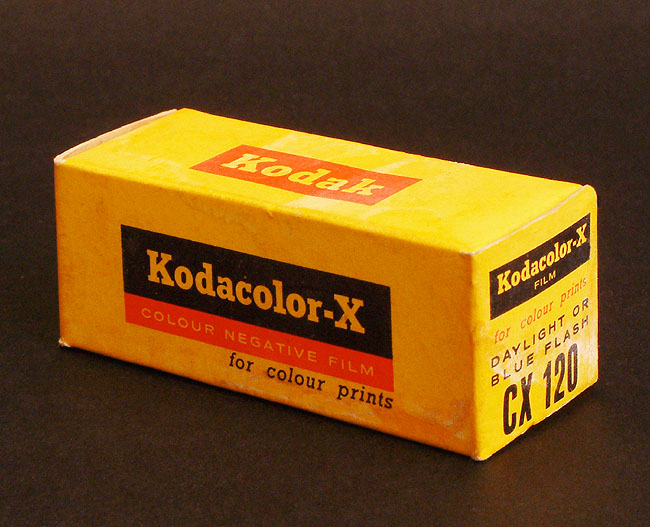 Kodak
Kodacolor-X
COLOUR NEGATIVE FILM
for colour prints
Kodacolor-X
FILM
for colour prints
DAYLIGHT OR
BLUE FLASH
CX 120